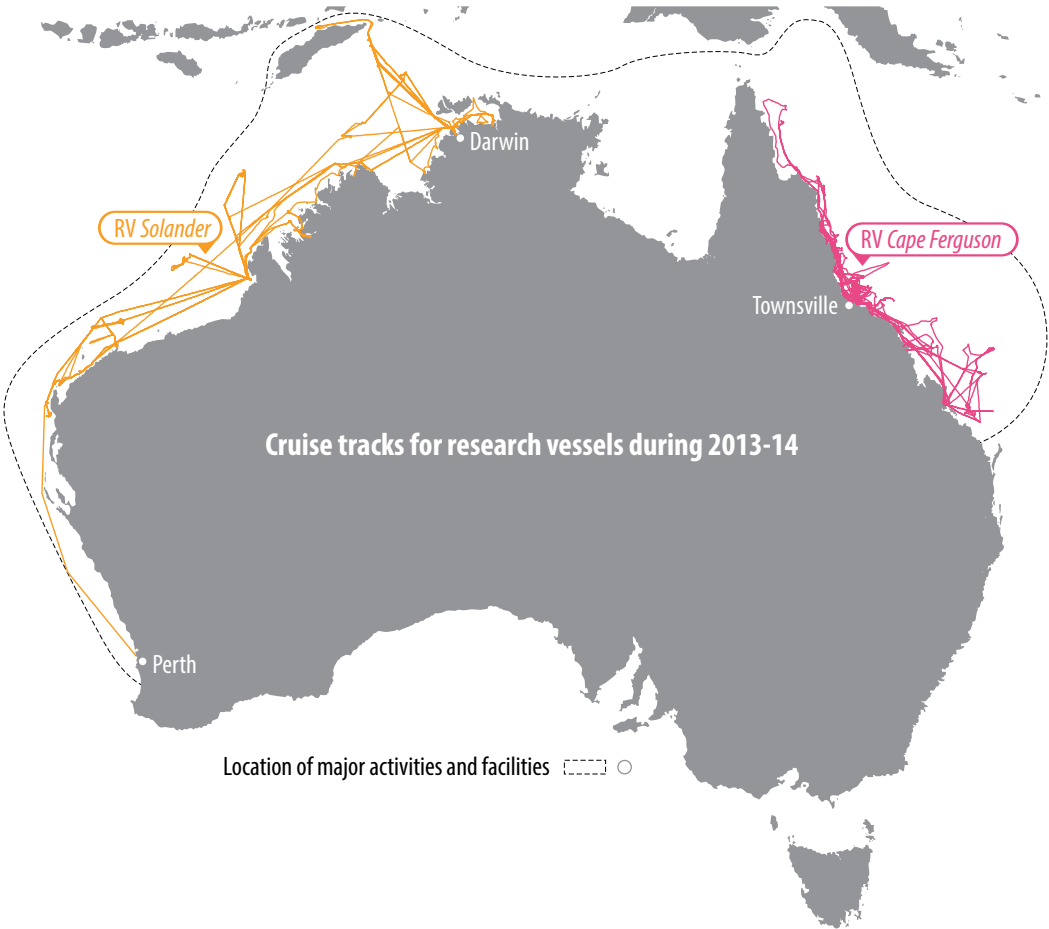 Darwin
RV Solander
RV Cape Ferguson
Townsville
Cruise tracks for research vessels during 2013-14
Perth
Location of major activities and facilities